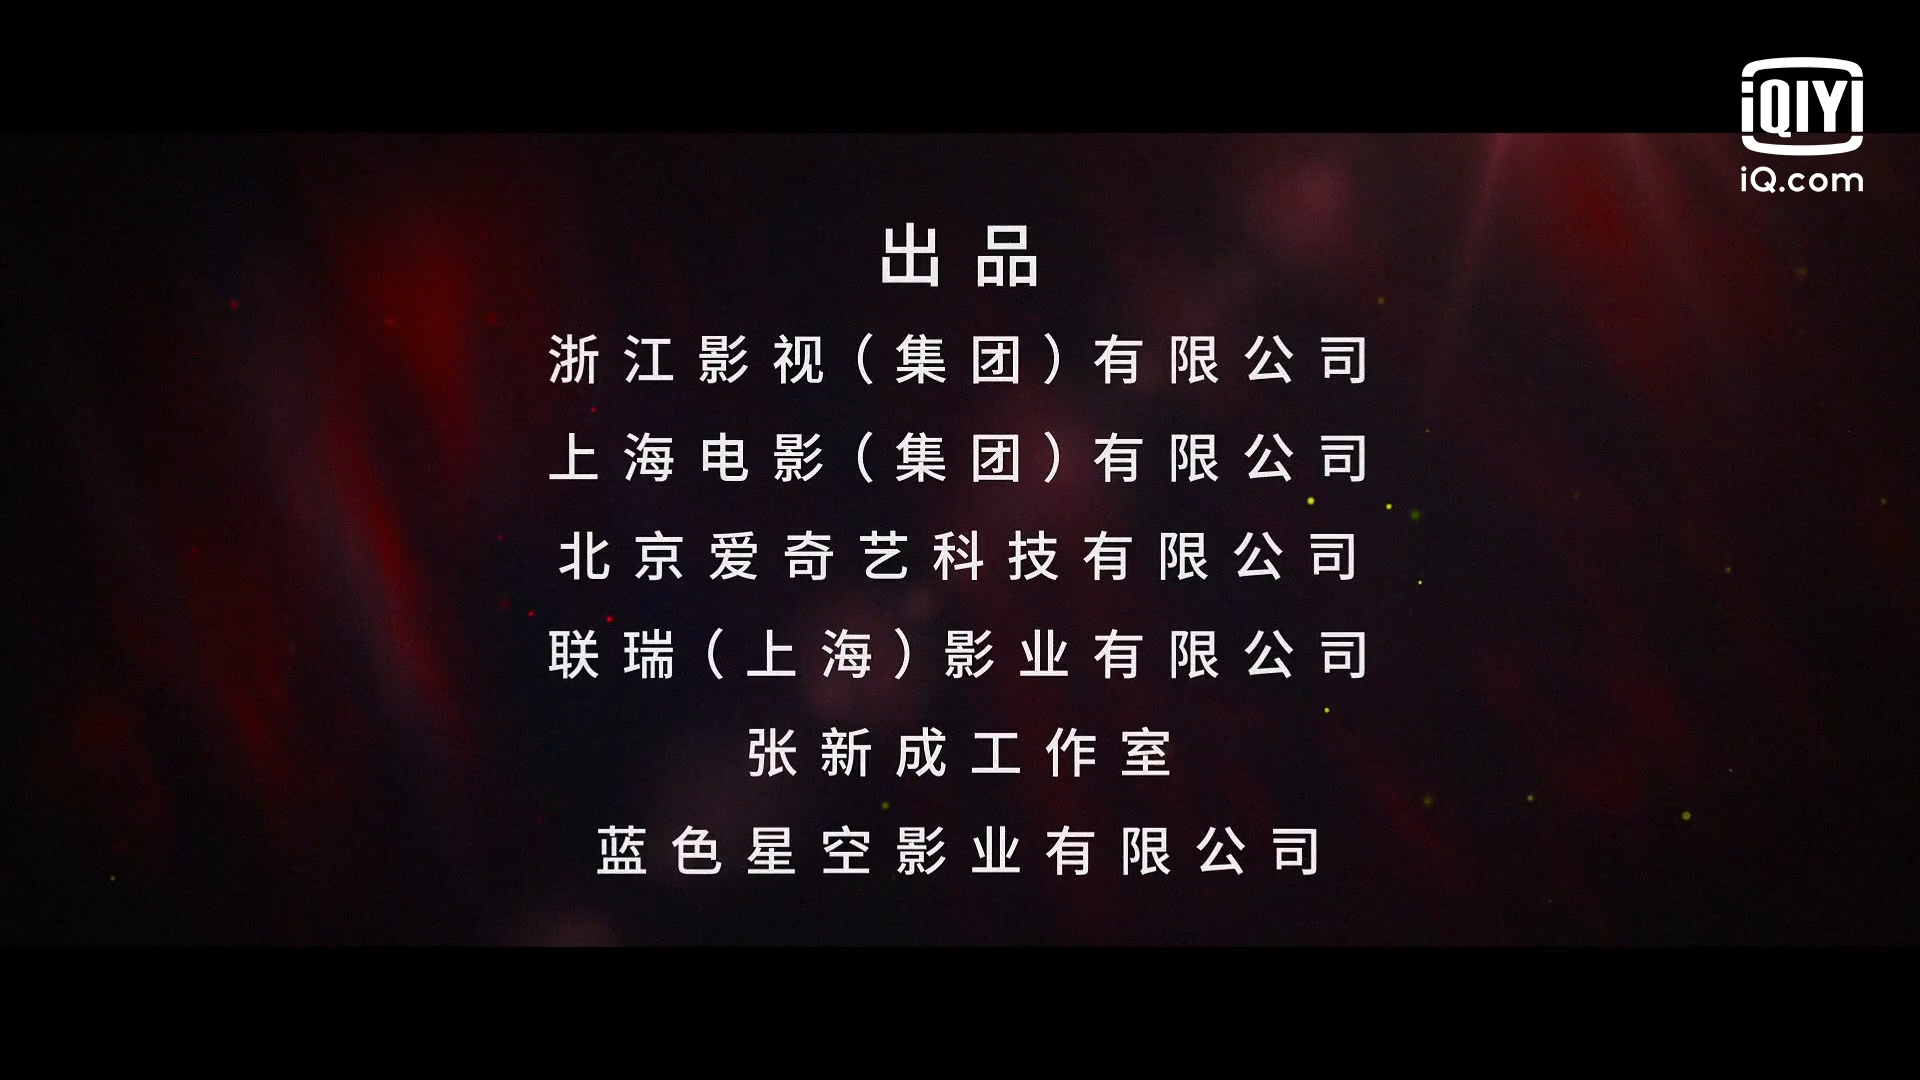 iQIYI
iQ.com
出品
浙江影视（集团）有限公司
上海电影（集团）有限公司
北京爱奇艺科技有限公司
联瑞（上海）影业有限公司
张新成工作室
蓝色星空影业有限公司